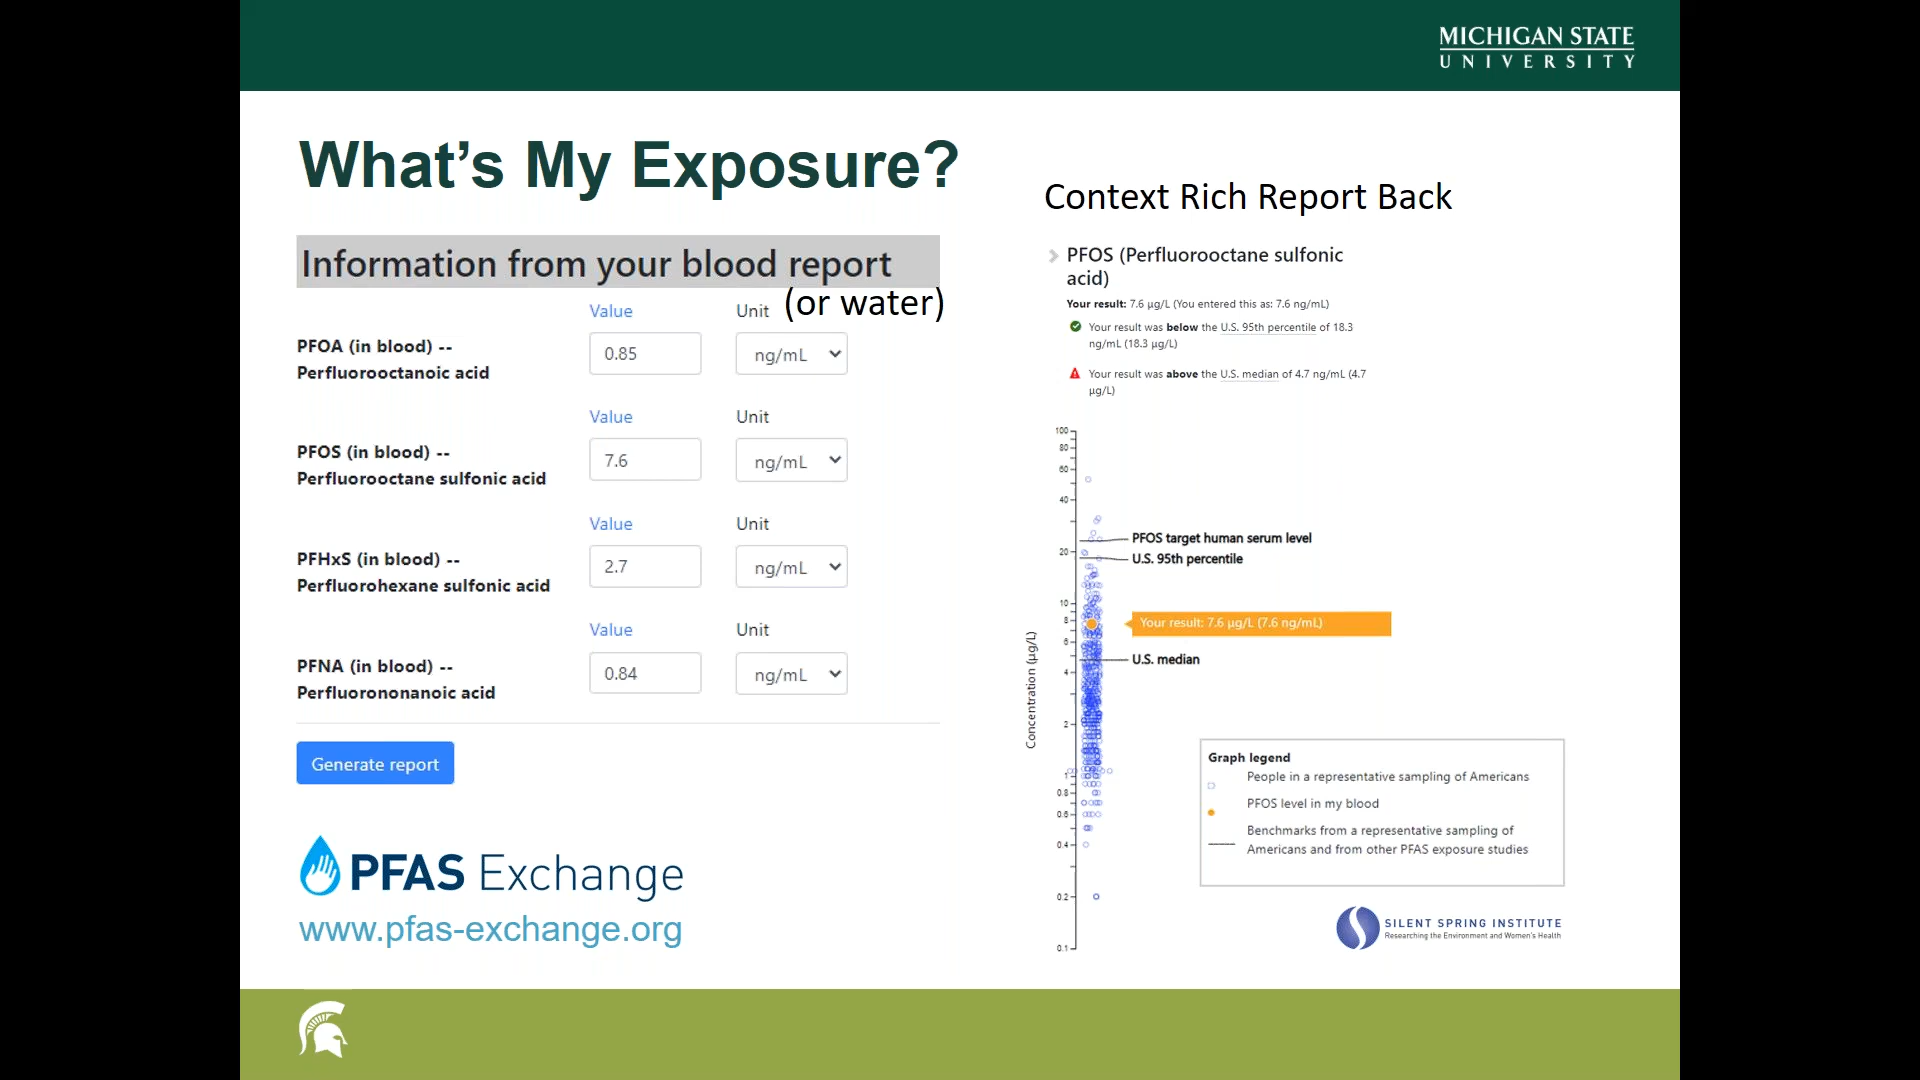 MICHIGAN STATE
UNIVERSITY
What’s My Exposure?
Information from your blood report
(or water)
Value Unit
PFOA (in blood) --
Perfluorooctanoic acid
0.85 ng/mL
Value Unit
PFOS (in blood) --
Perfluorooctane sulfonic acid
7.6 ng/mL
Value Unit
PFHxS (in blood) --
Perfluorohexane sulfonic acid
2.7 ng/mL
Value Unit
PFNA (in blood) --
Perfluorononanoic acid
0.84 ng/mL
Generate report
PFAS Exchange
www.pfas-exchange.org
Context Rich Report Back
PFOS (Perfluorooctane sulfonic
acid)
Your result: 7.6 µg/L (You entered this as: 7.6 ng/mL)
Your result was below the U.S. 95th percentile of 18.3
ng/mL (18.3 µg/L)
Your result was above the U.S. median of 4.7 ng/mL (4.7
µg/L)
Concentration (µg/L)
100
80
60
40
20
10
8
6
4
2
1
0.8
0.6
0.4
0.2
0.1
PFOS target human serum level
U.S. 95th percentile
Your result: 7.6 µg/L (7.6 ng/mL)
U.S. median
Graph legend
People in a representative sampling of Americans
PFOS level in my blood
Benchmarks from a representative sampling of
Americans and from other PFAS exposure studies
SILENT SPRING INSTITUTE
Researching the Environment and Women's Health